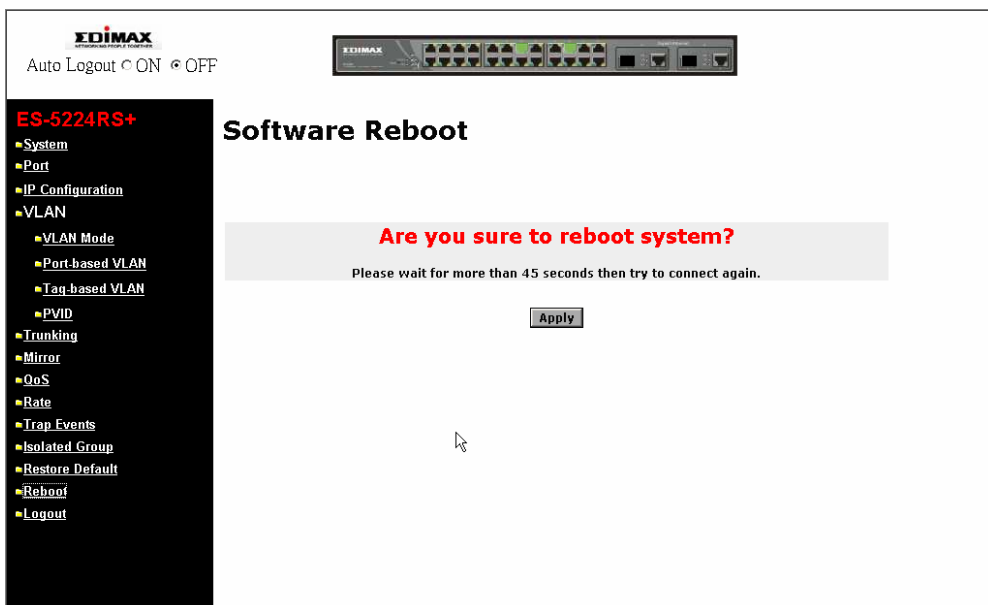 EDIMAX
NETWORKING PEOPLE TOGETHER
Auto Logout ON OFF
EDIMAX
ES-5224RS+
System
Port
IP Configuration
VLAN
VLAN Mode
Port-based VLAN
Tag-based VLAN
PVID
Trunking
Mirror
QoS
Rate
Trap Events
Isolated Group
Restore Default
Reboot
Logout
Software Reboot
Are you sure to reboot system?
Please wait for more than 45 seconds then try to connect again.
Apply